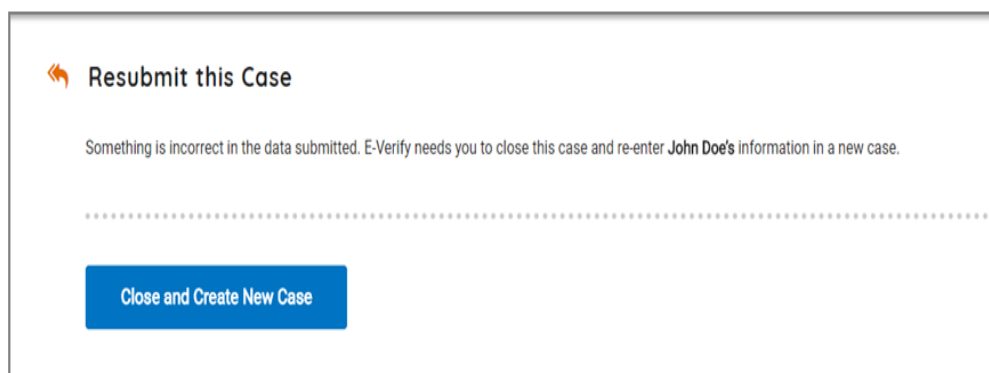 Resubmit this Case
Something is incorrect in the data submitted. E-Verify needs you to close this case and re-enter John Doe's information in a new case.
Close and Create New Case